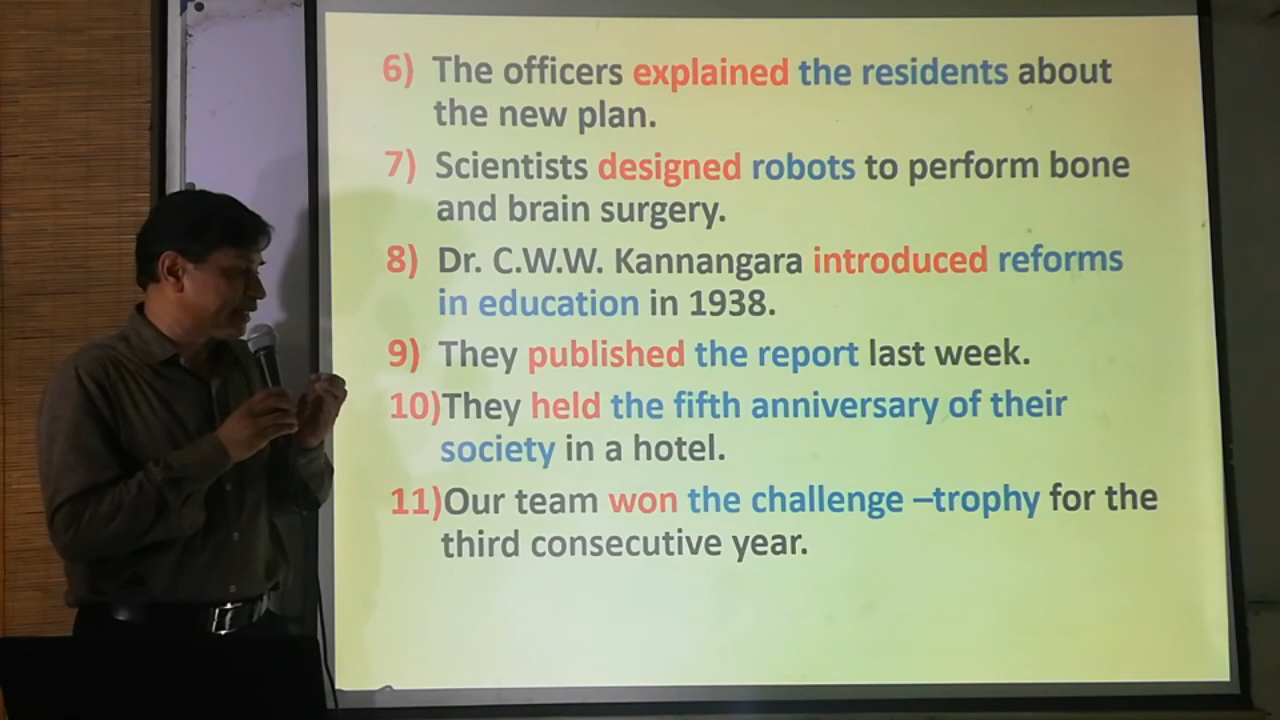 6) The officers explained the residents about
the new plan.
7) Scientists designed robots to perform bone
and brain surgery.
8) Dr. C.W.W. Kannangara introduced reforms
in education in 1938.
9) They published the report last week.
10)They held the fifth anniversary of their
society in a hotel.
11)Our team won the challenge –trophy for the
third consecutive year.